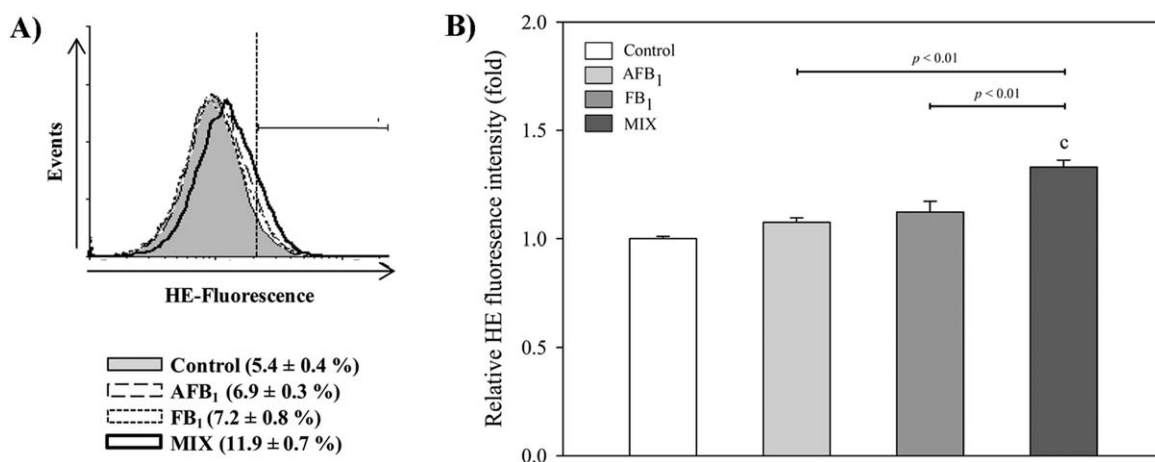 A)
Events
HE-Fluorescence
Control (5.4 ± 0.4 %)
AFB₁ (6.9 ± 0.3 %)
FB₁ (7.2 ± 0.8 %)
MIX (11.9 ± 0.7 %)
B)
Relative HE fluoresence intensity (fold)
2.0
1.5
1.0
0.5
0.0
Control
AFB₁
FB₁
MIX
p < 0.01
p < 0.01
c